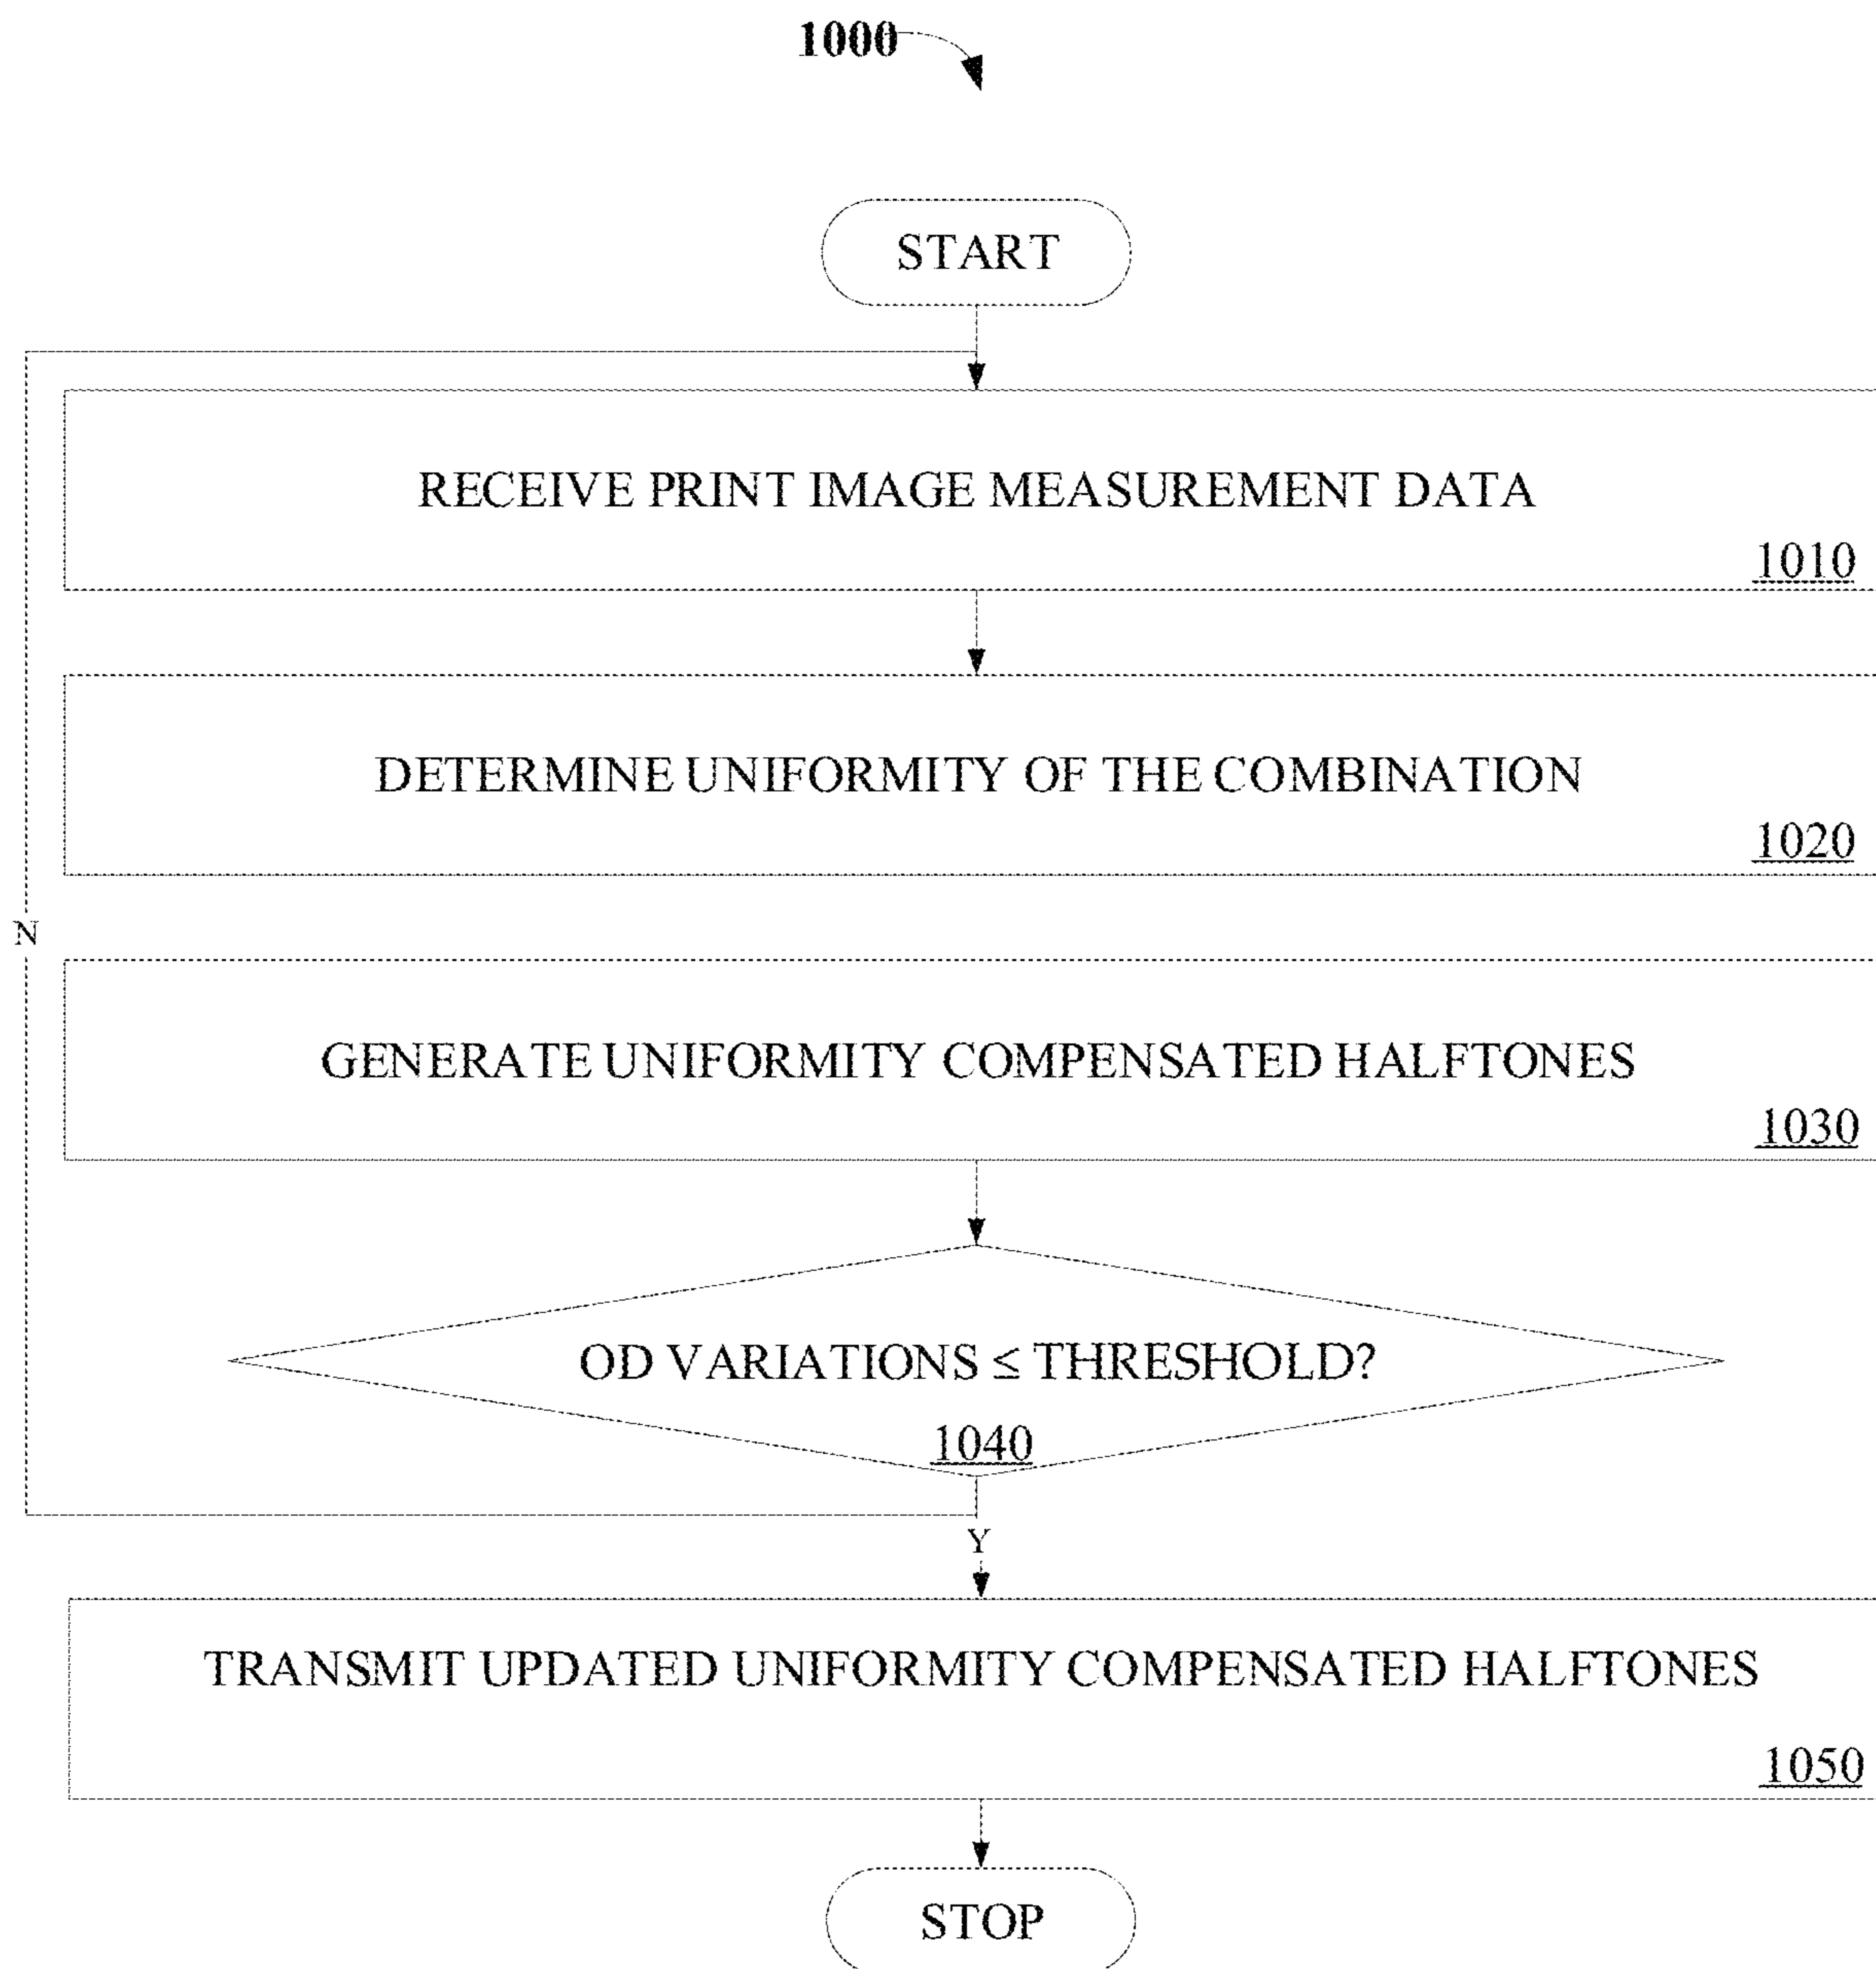 1000
START
RECEIVE PRINT IMAGE MEASUREMENT DATA
1010
DETERMINE UNIFORMITY OF THE COMBINATION
1020
N
GENERATE UNIFORMITY COMPENSATED HALFTONES
1030
OD VARIATIONS ≤ THRESHOLD?
1040
Y
TRANSMIT UPDATED UNIFORMITY COMPENSATED HALFTONES
1050
STOP